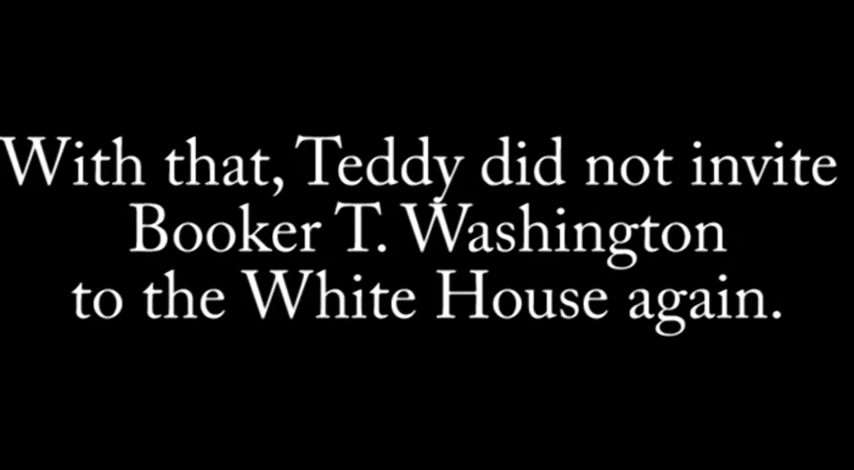 With that, Teddy did not invite
Booker T. Washington
to the White House again.